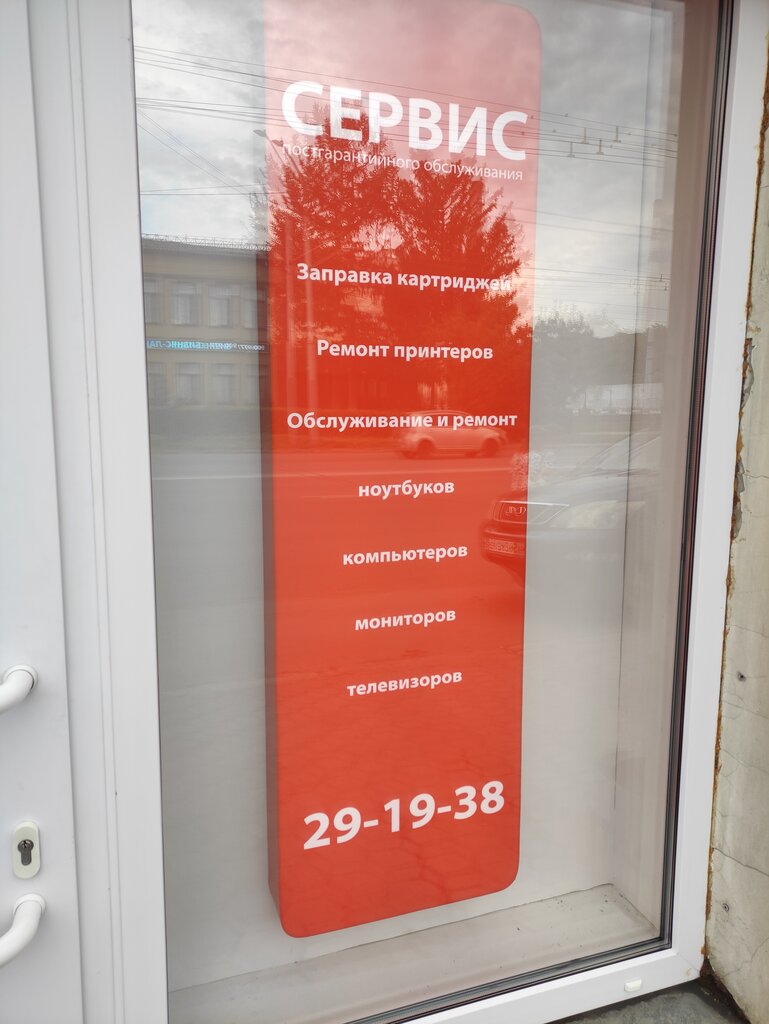 СЕРВИС
постгарантийного обслуживания
Заправка картриджей
Ремонт принтеров
Обслуживание и ремонт
ноутбуков
компьютеров
мониторов
телевизоров
29-19-38